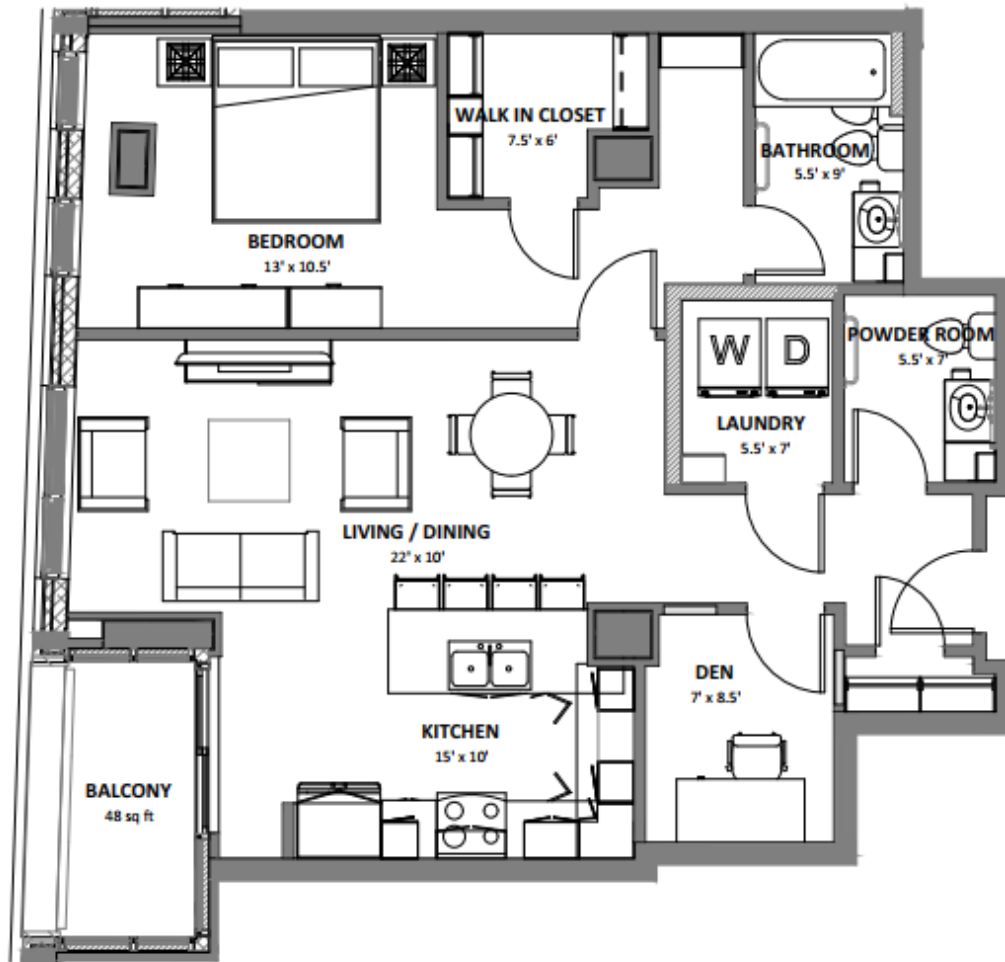 WALK IN CLOSET
7.5' x 6'
BATHROOM
5.5' x 9'
BEDROOM
13' x 10.5'
POWDER ROOM
5.5' x 7'
W D
LAUNDRY
5.5' x 7'
LIVING / DINING
22' x 10'
DEN
7' x 8.5'
KITCHEN
15' x 10'
BALCONY
48 sq ft